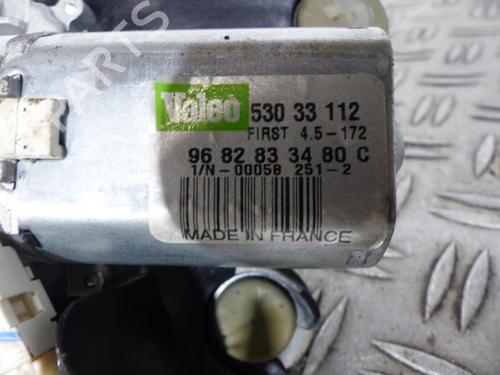 Valeo 530 33 112
FIRST 4.5-172
96 82 83 34 80 C
1/N-00058 251-2
MADE IN FRANCE
PARTS